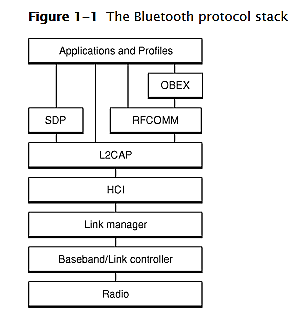 Figure 1–1 The Bluetooth protocol stack
Applications and Profiles
OBEX
SDP
RFCOMM
L2CAP
HCI
Link manager
Baseband/Link controller
Radio